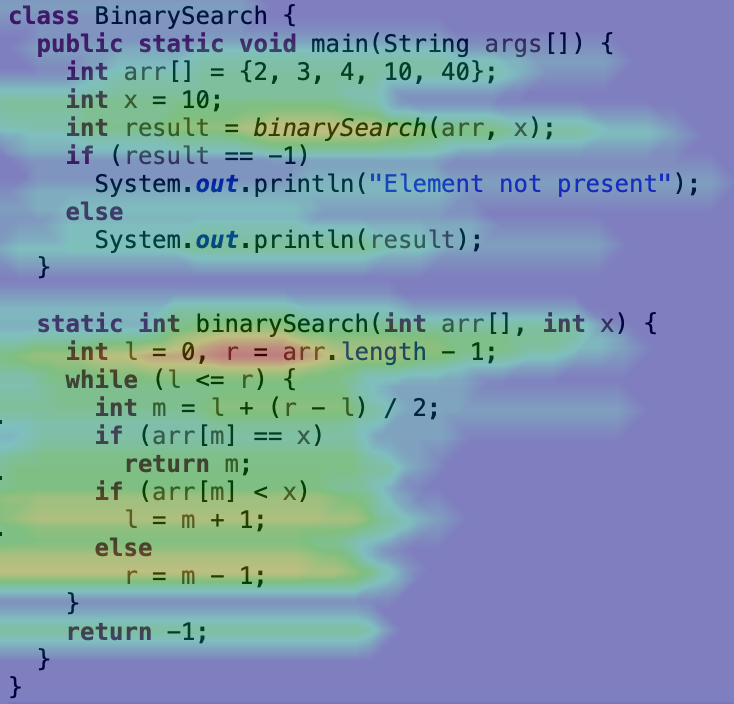 class BinarySearch {
  public static void main(String args[]) {
    int arr[] = {2, 3, 4, 10, 40};
    int x = 10;
    int result = binarySearch(arr, x);
    if (result == -1)
      System.out.println("Element not present");
    else
      System.out.println(result);
  }

  static int binarySearch(int arr[], int x) {
    int l = 0, r = arr.length - 1;
    while (l <= r) {
      int m = l + (r - l) / 2;
      if (arr[m] == x)
        return m;
      if (arr[m] < x)
        l = m + 1;
      else
        r = m - 1;
    }
    return -1;
  }
}